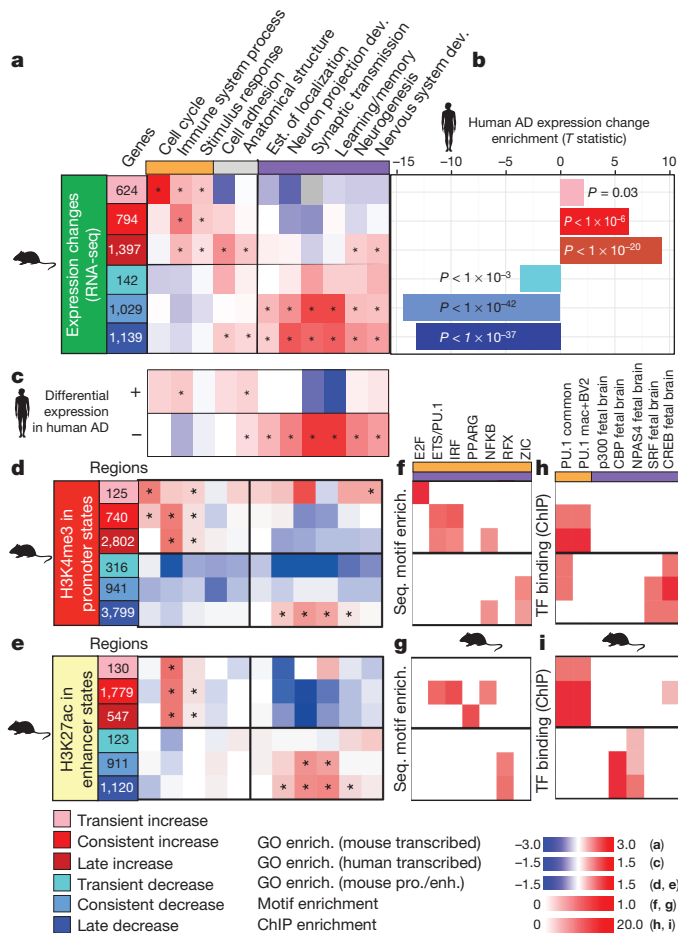 a
Cell cycle
Immune system process
Stimulus response
Cell adhesion
Anatomical structure
Est. of localization
Neuron projection dev.
Synaptic transmission
Learning/memory
Neurogenesis
Nervous system dev.
b
Human AD expression change
enrichment (T statistic)
Genes
−15
−10
−5
0
5
10
Expression changes
(RNA-seq)
624
794
1,397
142
1,029
1,139
P = 0.03
P < 1 × 10⁻⁶
P < 1 × 10⁻²⁰
P < 1 × 10⁻³
P < 1 × 10⁻⁴²
P < 1 × 10⁻³⁷
c
Differential
expression
in human AD
+
−
d
Regions
H3K4me3 in
promoter states
125
740
2,802
316
941
3,799
f
E2F
ETS/PU.1
IRF
PPARG
NFKB
RFX
ZIC
Seq. motif enrich.
h
PU.1 common
PU.1 mac+BV2
p300 fetal brain
CBP fetal brain
NPAS4 fetal brain
SRF fetal brain
CREB fetal brain
TF binding (ChIP)
e
Regions
H3K27ac in
enhancer states
130
1,779
547
123
911
1,120
g
Seq. motif enrich.
i
TF binding (ChIP)
Transient increase
Consistent increase
Late increase
Transient decrease
Consistent decrease
Late decrease
GO enrich. (mouse transcribed)
GO enrich. (human transcribed)
GO enrich. (mouse pro./enh.)
Motif enrichment
ChIP enrichment
−3.0 3.0 (a)
−1.5 1.5 (c)
−1.5 1.5 (d, e)
0 1.0 (f, g)
0 20.0 (h, i)